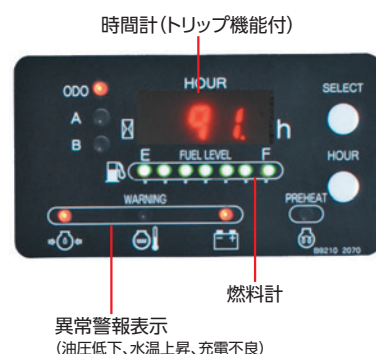 時間計（トリップ機能付）
HOUR
ODO
SELECT
A
91.
h
B
HOUR
E FUEL LEVEL F
WARNING
PREHEAT
B9210 2070
燃料計
異常警報表示
（油圧低下、水温上昇、充電不良）